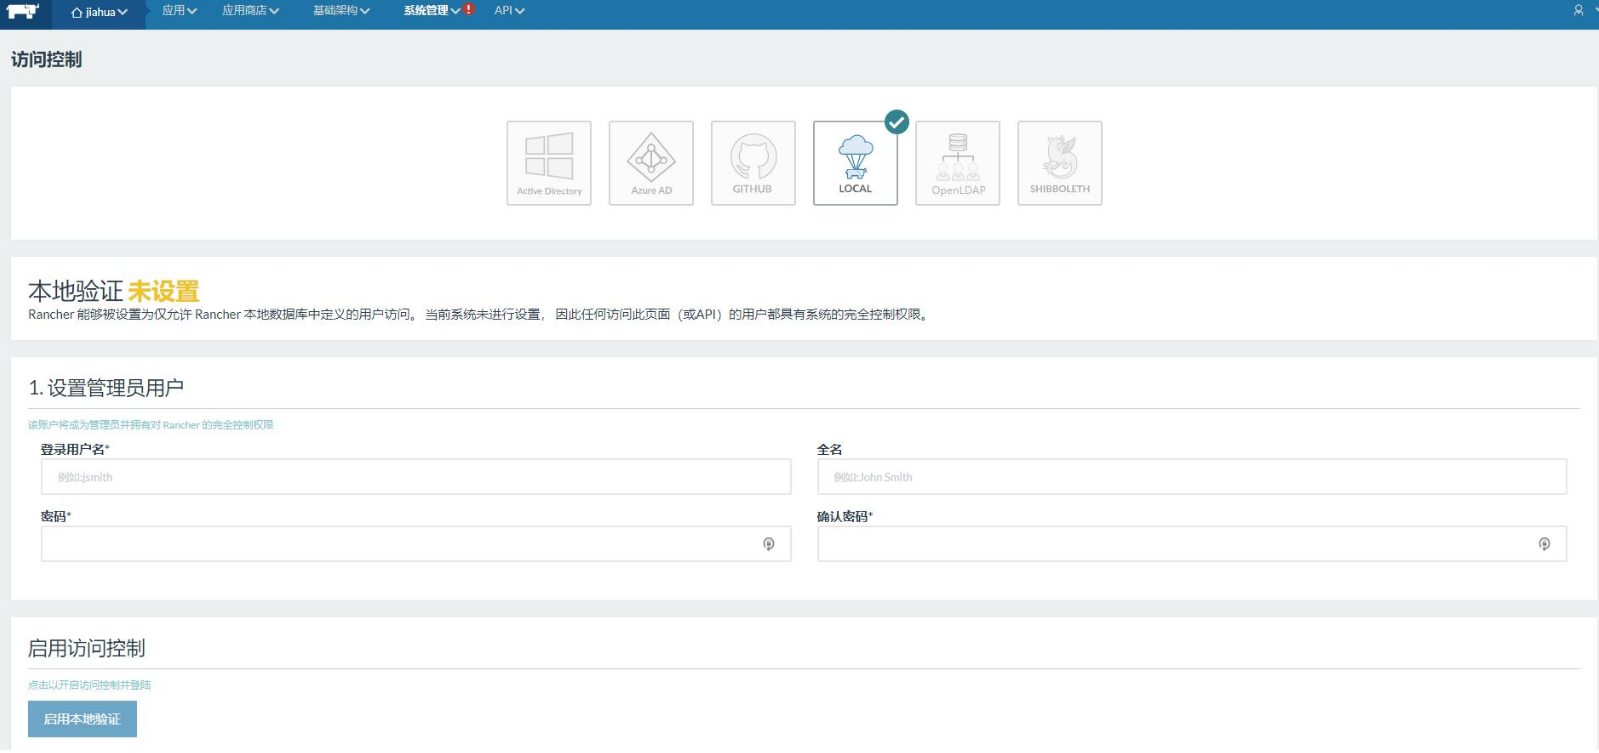 jiahua 应用 应用商店 基础架构 系统管理 ! API
访问控制
Active Directory Azure AD GITHUB LOCAL OpenLDAP SHIBBOLETH
本地验证 未设置
Rancher 能够被设置为仅允许 Rancher 本地数据库中定义的用户访问。 当前系统未进行设置， 因此任何访问此页面（或API）的用户都具有系统的完全控制权限。
1. 设置管理员用户
该账户将成为管理员并拥有对 Rancher 的完全控制权限
登录用户名* 全名
例如:jsmith 例如:John Smith
密码* 确认密码*
启用访问控制
点击以开启访问控制并登陆
启用本地验证